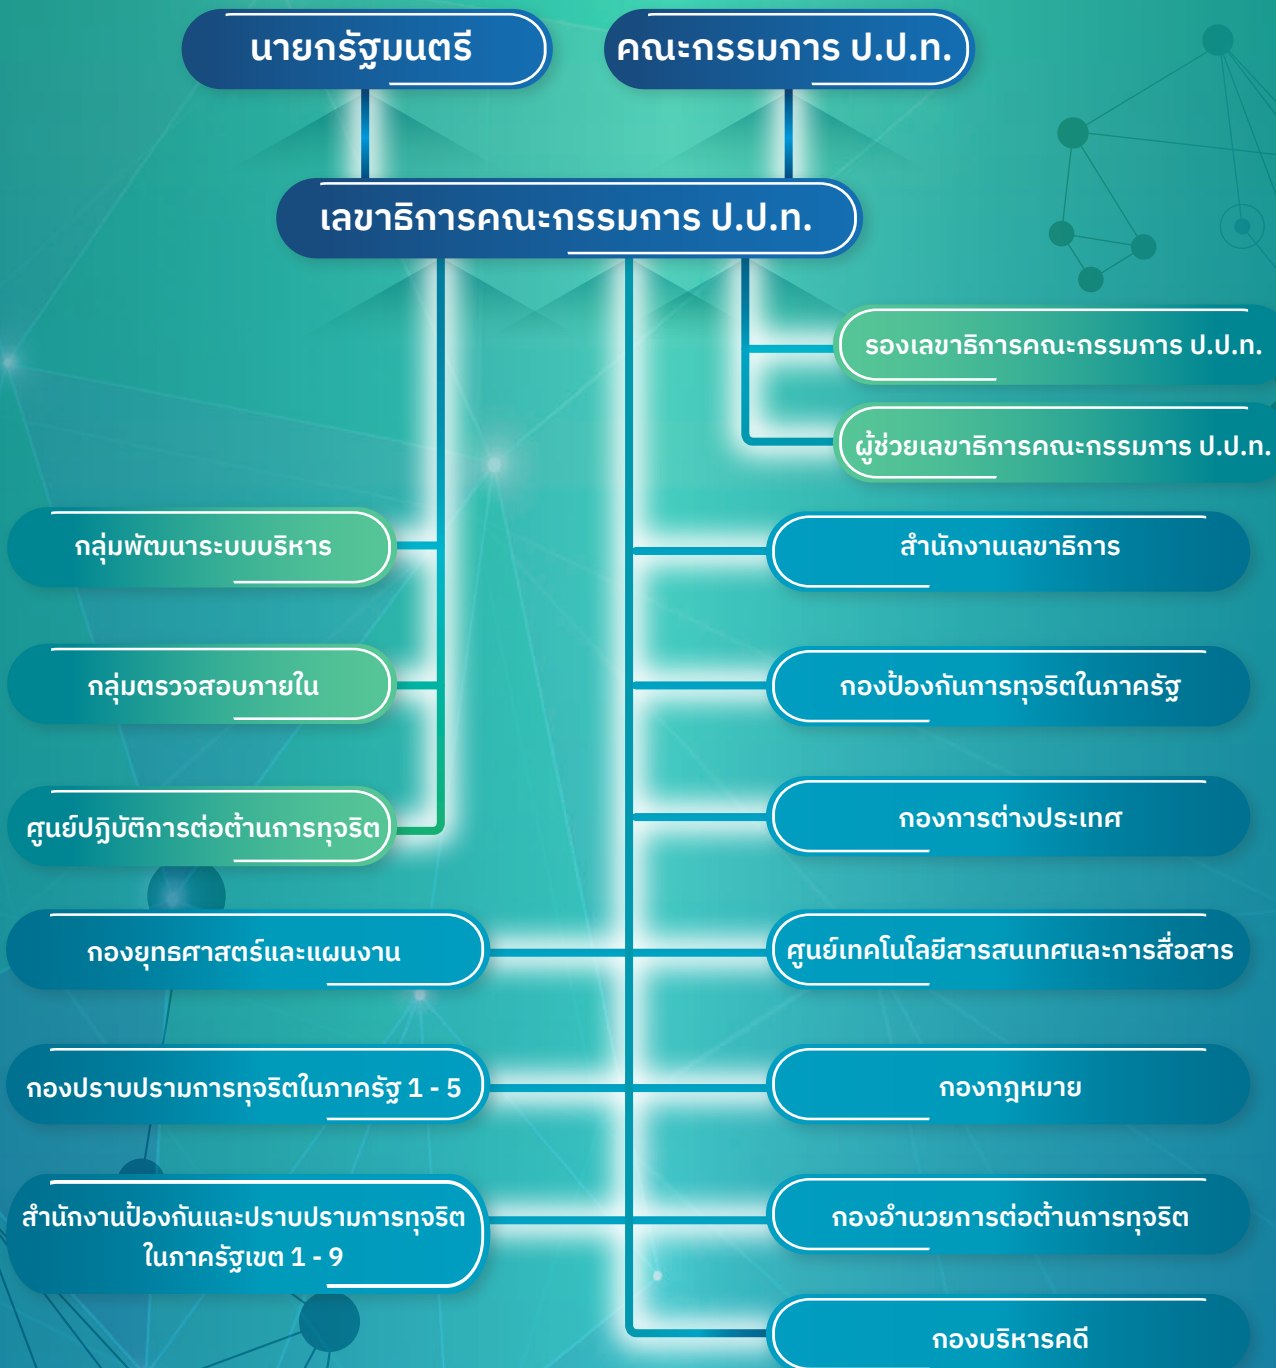 นายกรัฐมนตรี
คณะกรรมการ ป.ป.ท.
เลขาธิการคณะกรรมการ ป.ป.ท.
รองเลขาธิการคณะกรรมการ ป.ป.ท.
ผู้ช่วยเลขาธิการคณะกรรมการ ป.ป.ท.
กลุ่มพัฒนาระบบบริหาร
สำนักงานเลขาธิการ
กลุ่มตรวจสอบภายใน
กองป้องกันการทุจริตในภาครัฐ
ศูนย์ปฏิบัติการต่อต้านการทุจริต
กองการต่างประเทศ
กองยุทธศาสตร์และแผนงาน
ศูนย์เทคโนโลยีสารสนเทศและการสื่อสาร
กองปราบปรามการทุจริตในภาครัฐ 1 - 5
กองกฎหมาย
สำนักงานป้องกันและปราบปรามการทุจริต
ในภาครัฐเขต 1 - 9
กองอำนวยการต่อต้านการทุจริต
กองบริหารคดี